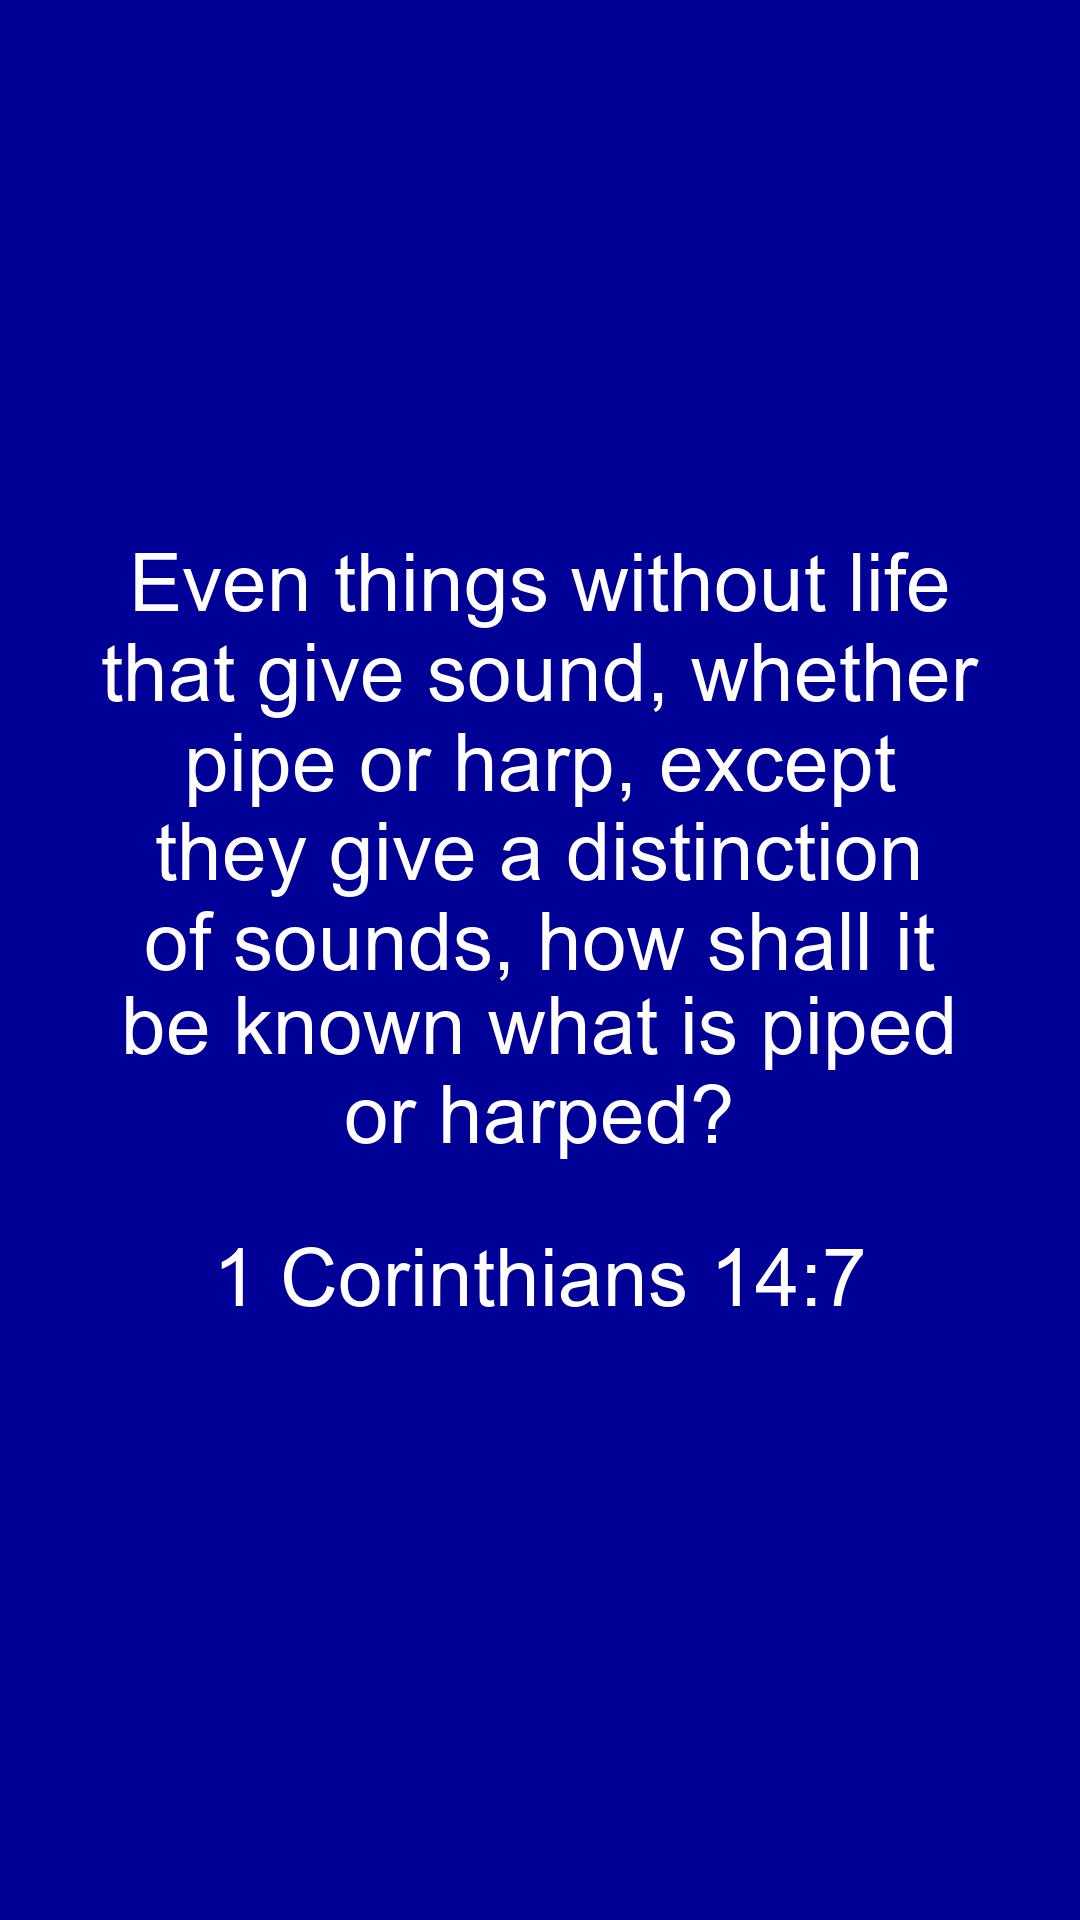 Even things without life
that give sound, whether
pipe or harp, except
they give a distinction
of sounds, how shall it
be known what is piped
or harped?
1 Corinthians 14:7